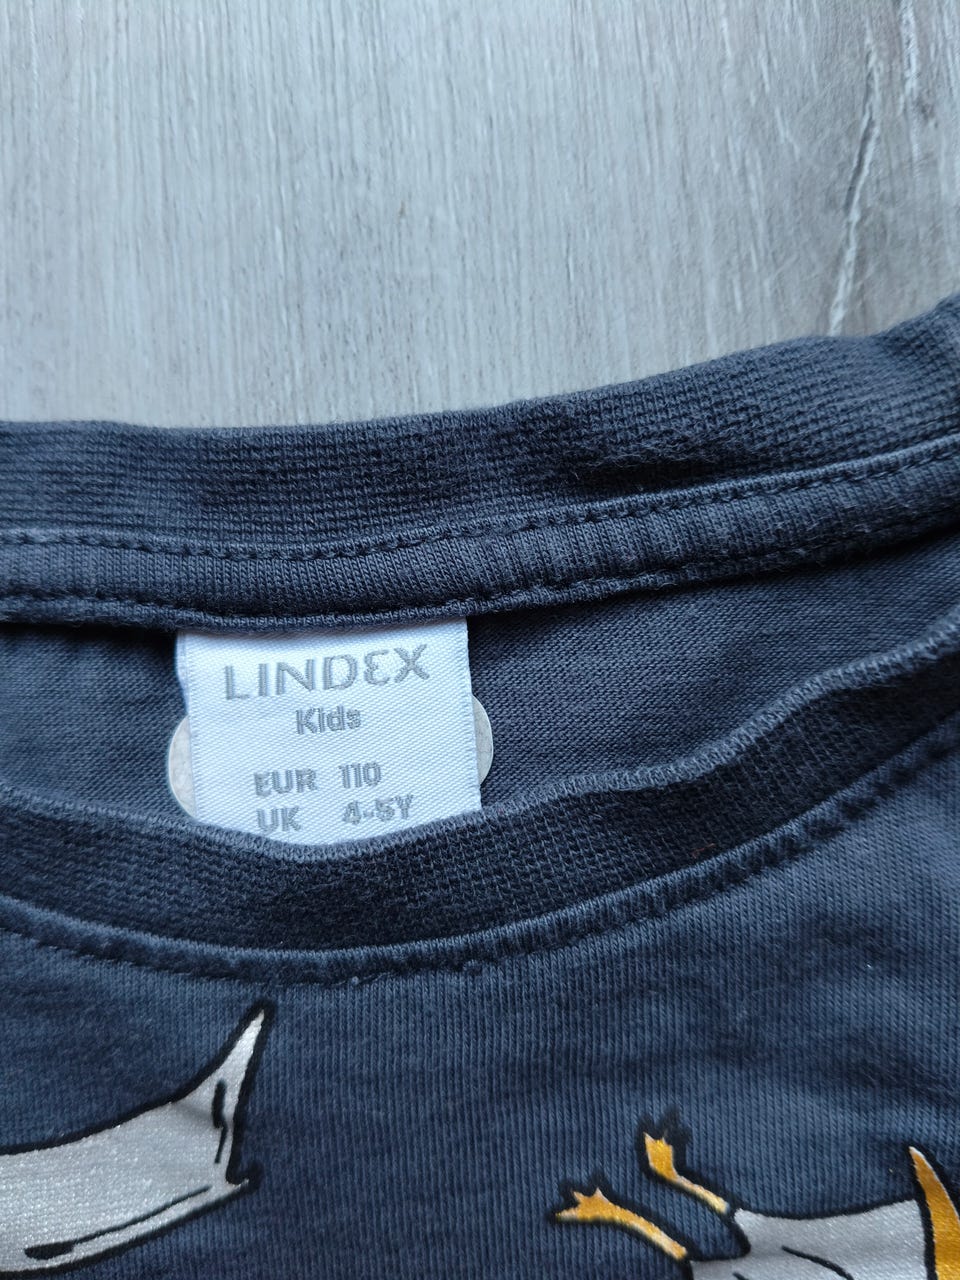 LINDEX
Kids
EUR 110
UK 4-5Y